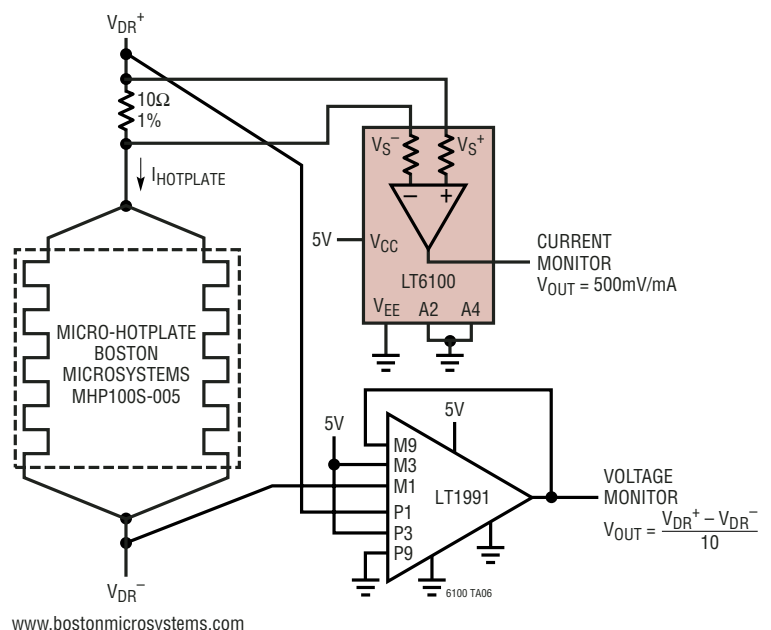 VDR+
10Ω
1%
IHOTPLATE
MICRO-HOTPLATE
BOSTON
MICROSYSTEMS
MHP100S-005
VDR–
www.bostonmicrosystems.com
VS–
VS+
–
+
5V
VCC
LT6100
VEE
A2
A4
CURRENT
MONITOR
VOUT = 500mV/mA
5V
5V
M9
M3
M1
P1
P3
P9
LT1991
VOLTAGE
MONITOR
VOUT = VDR+ – VDR–
10
6100 TA06